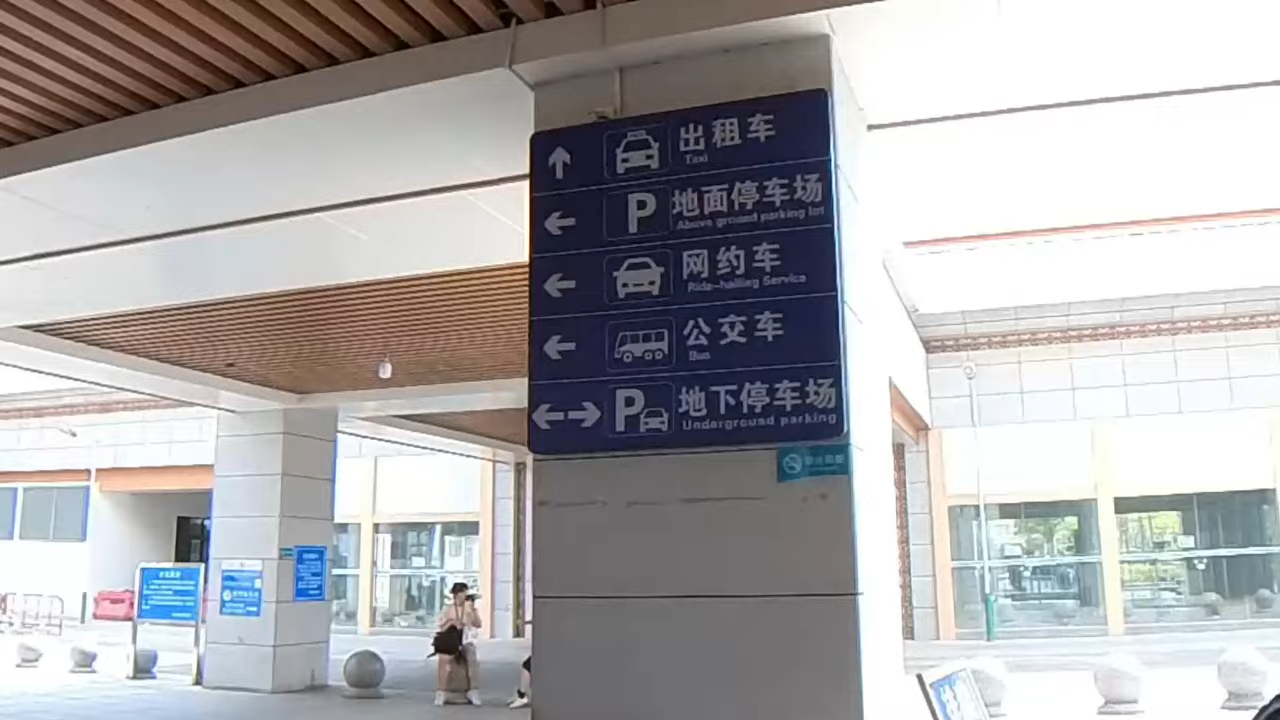 出租车
Taxi
P 地面停车场
Above ground parking lot
网约车
Ride-hailing Service
公交车
Bus
P 地下停车场
Underground parking